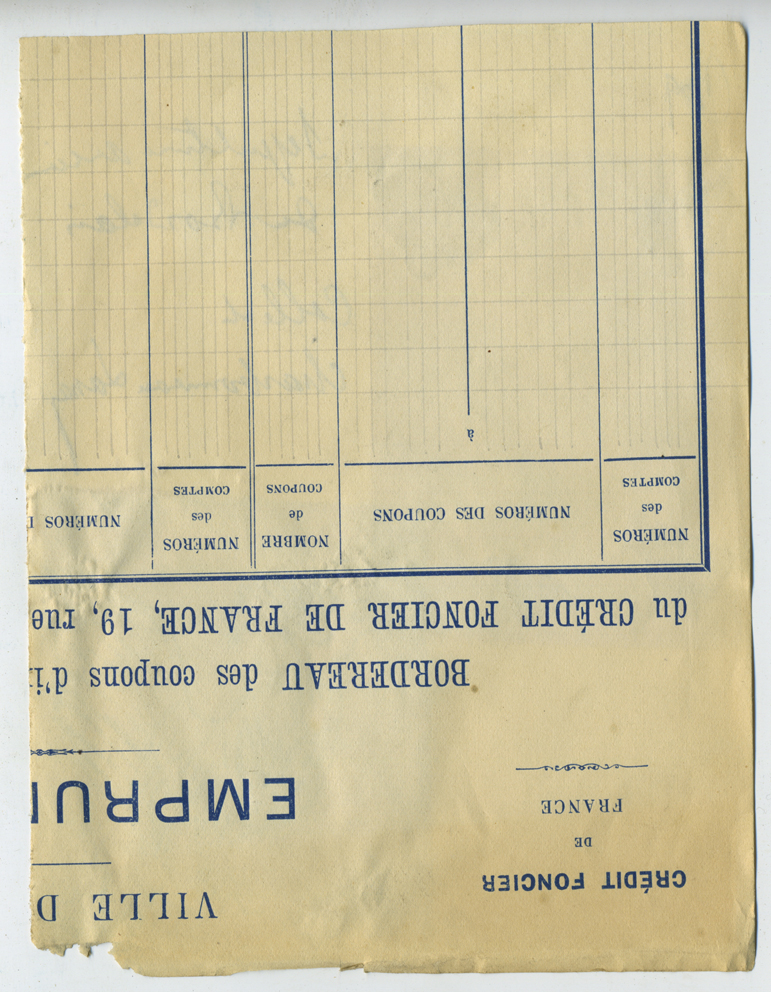 CRÉDIT FONCIER
DE
FRANCE
VILLE D
EMPRU
BORDEREAU des coupons d'i
du CRÉDIT FONCIER DE FRANCE, 19, rue
NUMÉROS
des
COMPTES
NUMÉROS DES COUPONS
à
NOMBRE
de
COUPONS
NUMÉROS
des
COMPTES
NUMÉROS